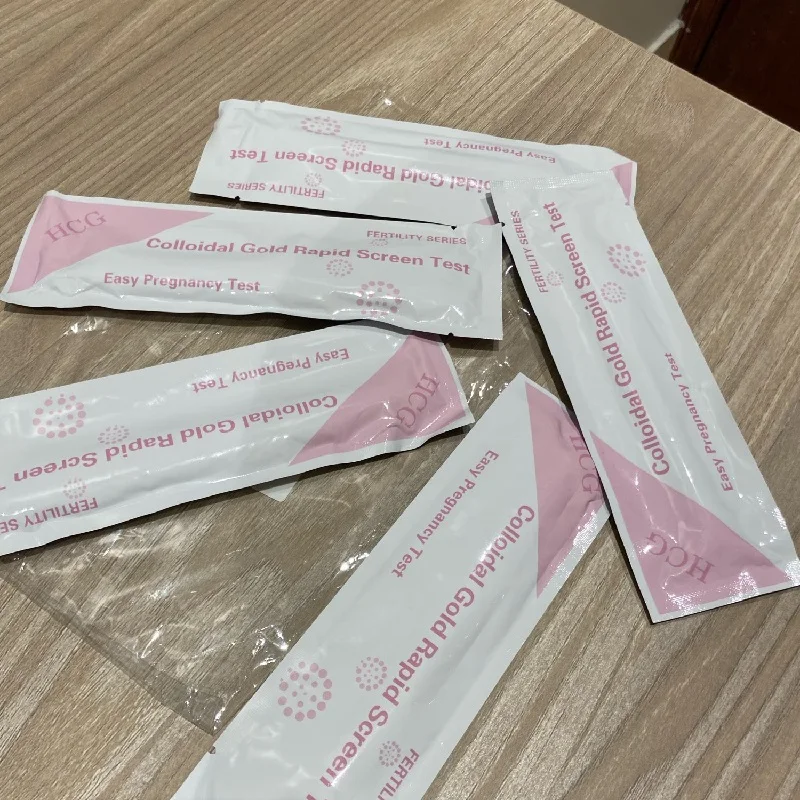 Easy Pregnancy Test
Colloidal Gold Rapid Screen Test
FERTILITY SERIES
HCG
FERTILITY SERIES
Colloidal Gold Rapid Screen Test
Easy Pregnancy Test
FERTILITY SERIES
Colloidal Gold Rapid Screen Test
Easy Pregnancy Test
HCG
HCG
Easy Pregnancy Test
Colloidal Gold Rapid Screen
FERTILITY SE
HCG
Easy Pregnancy Test
Colloidal Gold Rapid Screen
FERTIL